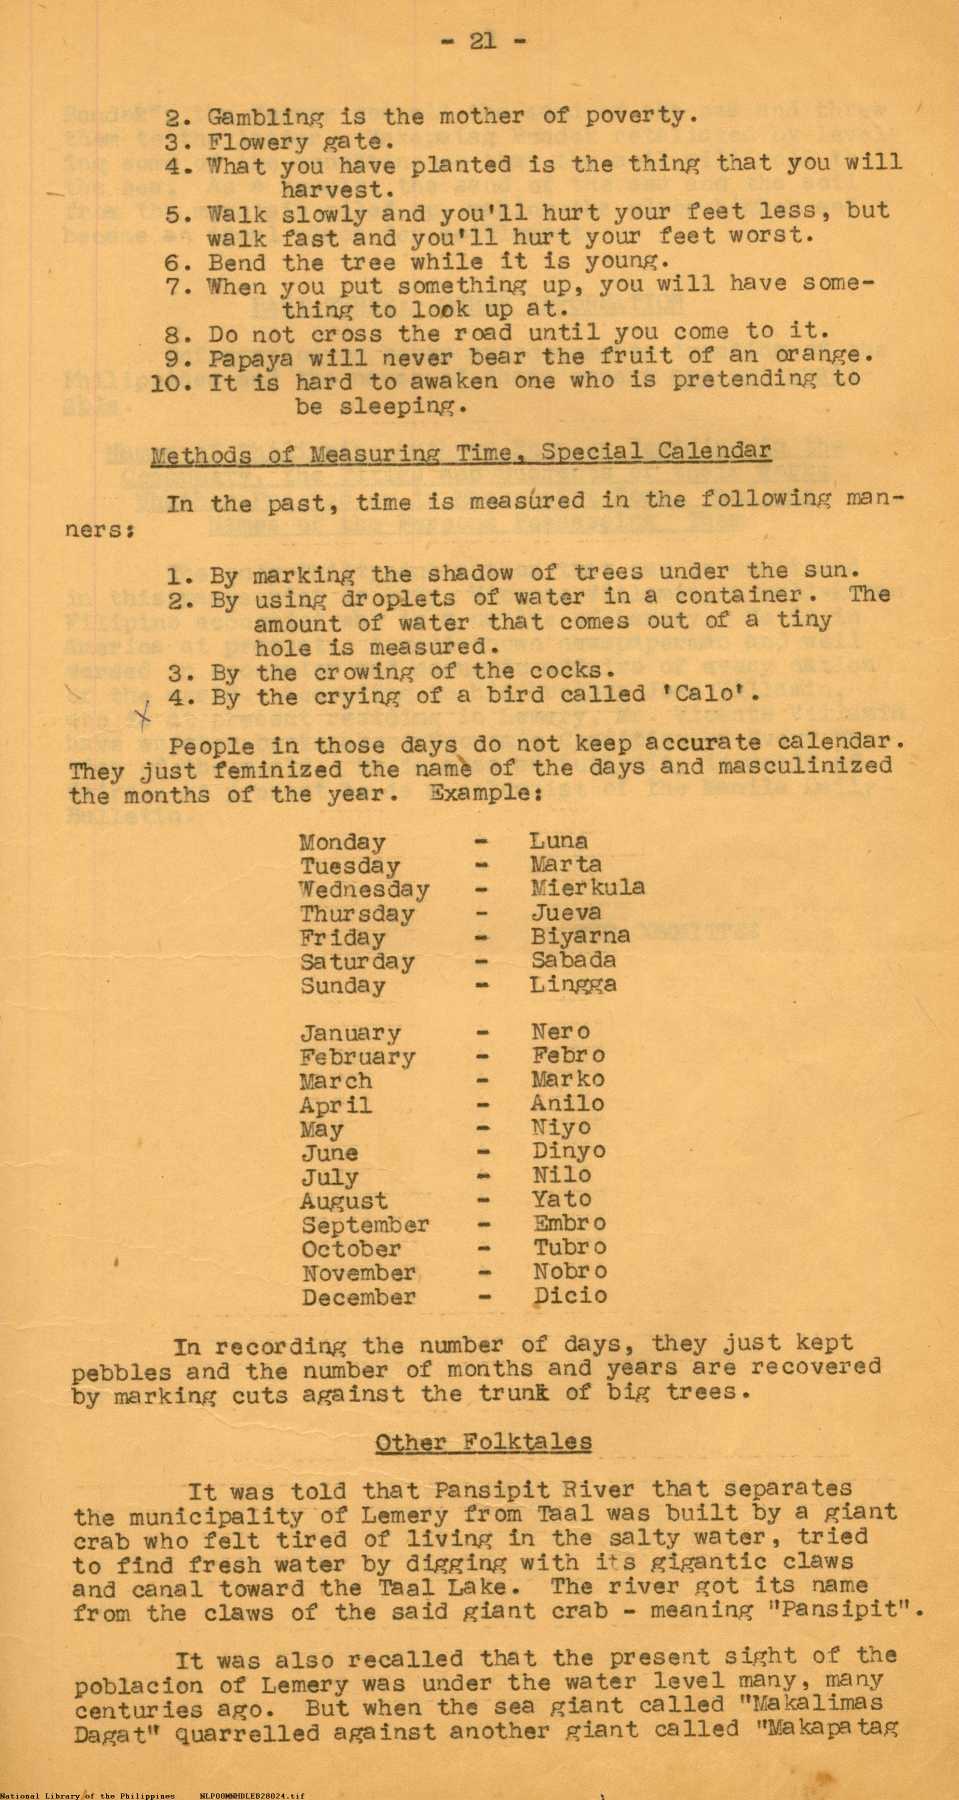 - 21 -
2. Gambling is the mother of poverty.
3. Flowery gate.
4. What you have planted is the thing that you will
harvest.
5. Walk slowly and you'll hurt your feet less, but
walk fast and you'll hurt your feet worst.
6. Bend the tree while it is young.
7. When you put something up, you will have some-
thing to look up at.
8. Do not cross the road until you come to it.
9. Papaya will never bear the fruit of an orange.
10. It is hard to awaken one who is pretending to
be sleeping.
Methods of Measuring Time, Special Calendar
In the past, time is measured in the following man-
ners:
1. By marking the shadow of trees under the sun.
2. By using droplets of water in a container. The
amount of water that comes out of a tiny
hole is measured.
3. By the crowing of the cocks.
4. By the crying of a bird called 'Calo'.
People in those days do not keep accurate calendar.
They just feminized the name of the days and masculinized
the months of the year. Example:
Monday - Luna
Tuesday - Marta
Wednesday - Mierkula
Thursday - Jueva
Friday - Biyarna
Saturday - Sabada
Sunday - Lingga
January - Nero
February - Febro
March - Marko
April - Anilo
May - Niyo
June - Dinyo
July - Nilo
August - Yato
September - Embro
October - Tubro
November - Nobro
December - Dicio
In recording the number of days, they just kept
pebbles and the number of months and years are recovered
by marking cuts against the trunk of big trees.
Other Folktales
It was told that Pansipit River that separates
the municipality of Lemery from Taal was built by a giant
crab who felt tired of living in the salty water, tried
to find fresh water by digging with its gigantic claws
and canal toward the Taal Lake. The river got its name
from the claws of the said giant crab - meaning "Pansipit".
It was also recalled that the present sight of the
poblacion of Lemery was under the water level many, many
centuries ago. But when the sea giant called "Makalimas
Dagat" quarrelled against another giant called "Makapatag
National Library of the Philippines